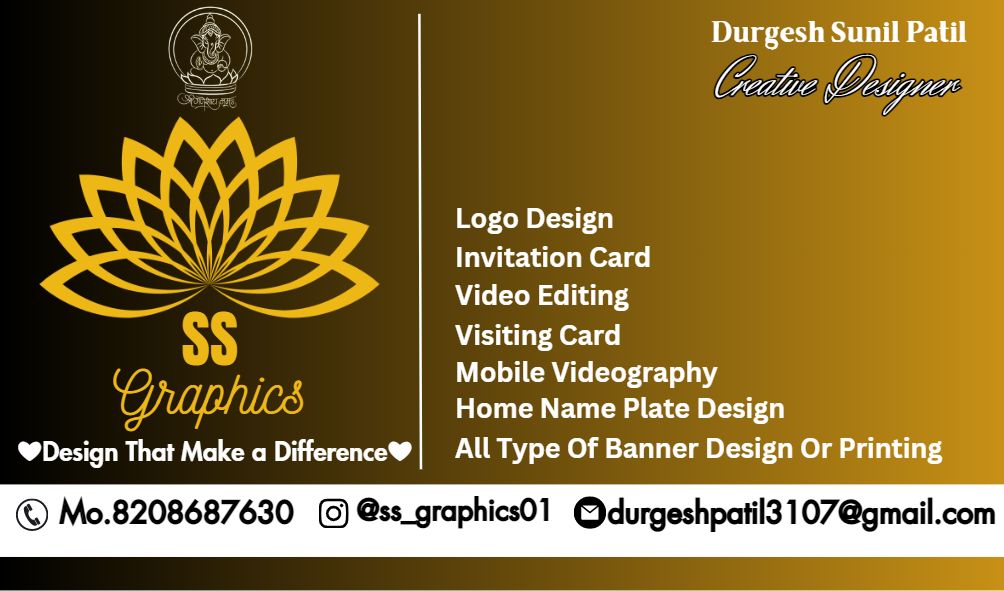 Durgesh Sunil Patil
Creative Designer
SS
Graphics
♥Design That Make a Difference♥
Logo Design
Invitation Card
Video Editing
Visiting Card
Mobile Videography
Home Name Plate Design
All Type Of Banner Design Or Printing
Mo.8208687630 @ss_graphics01 durgeshpatil3107@gmail.com